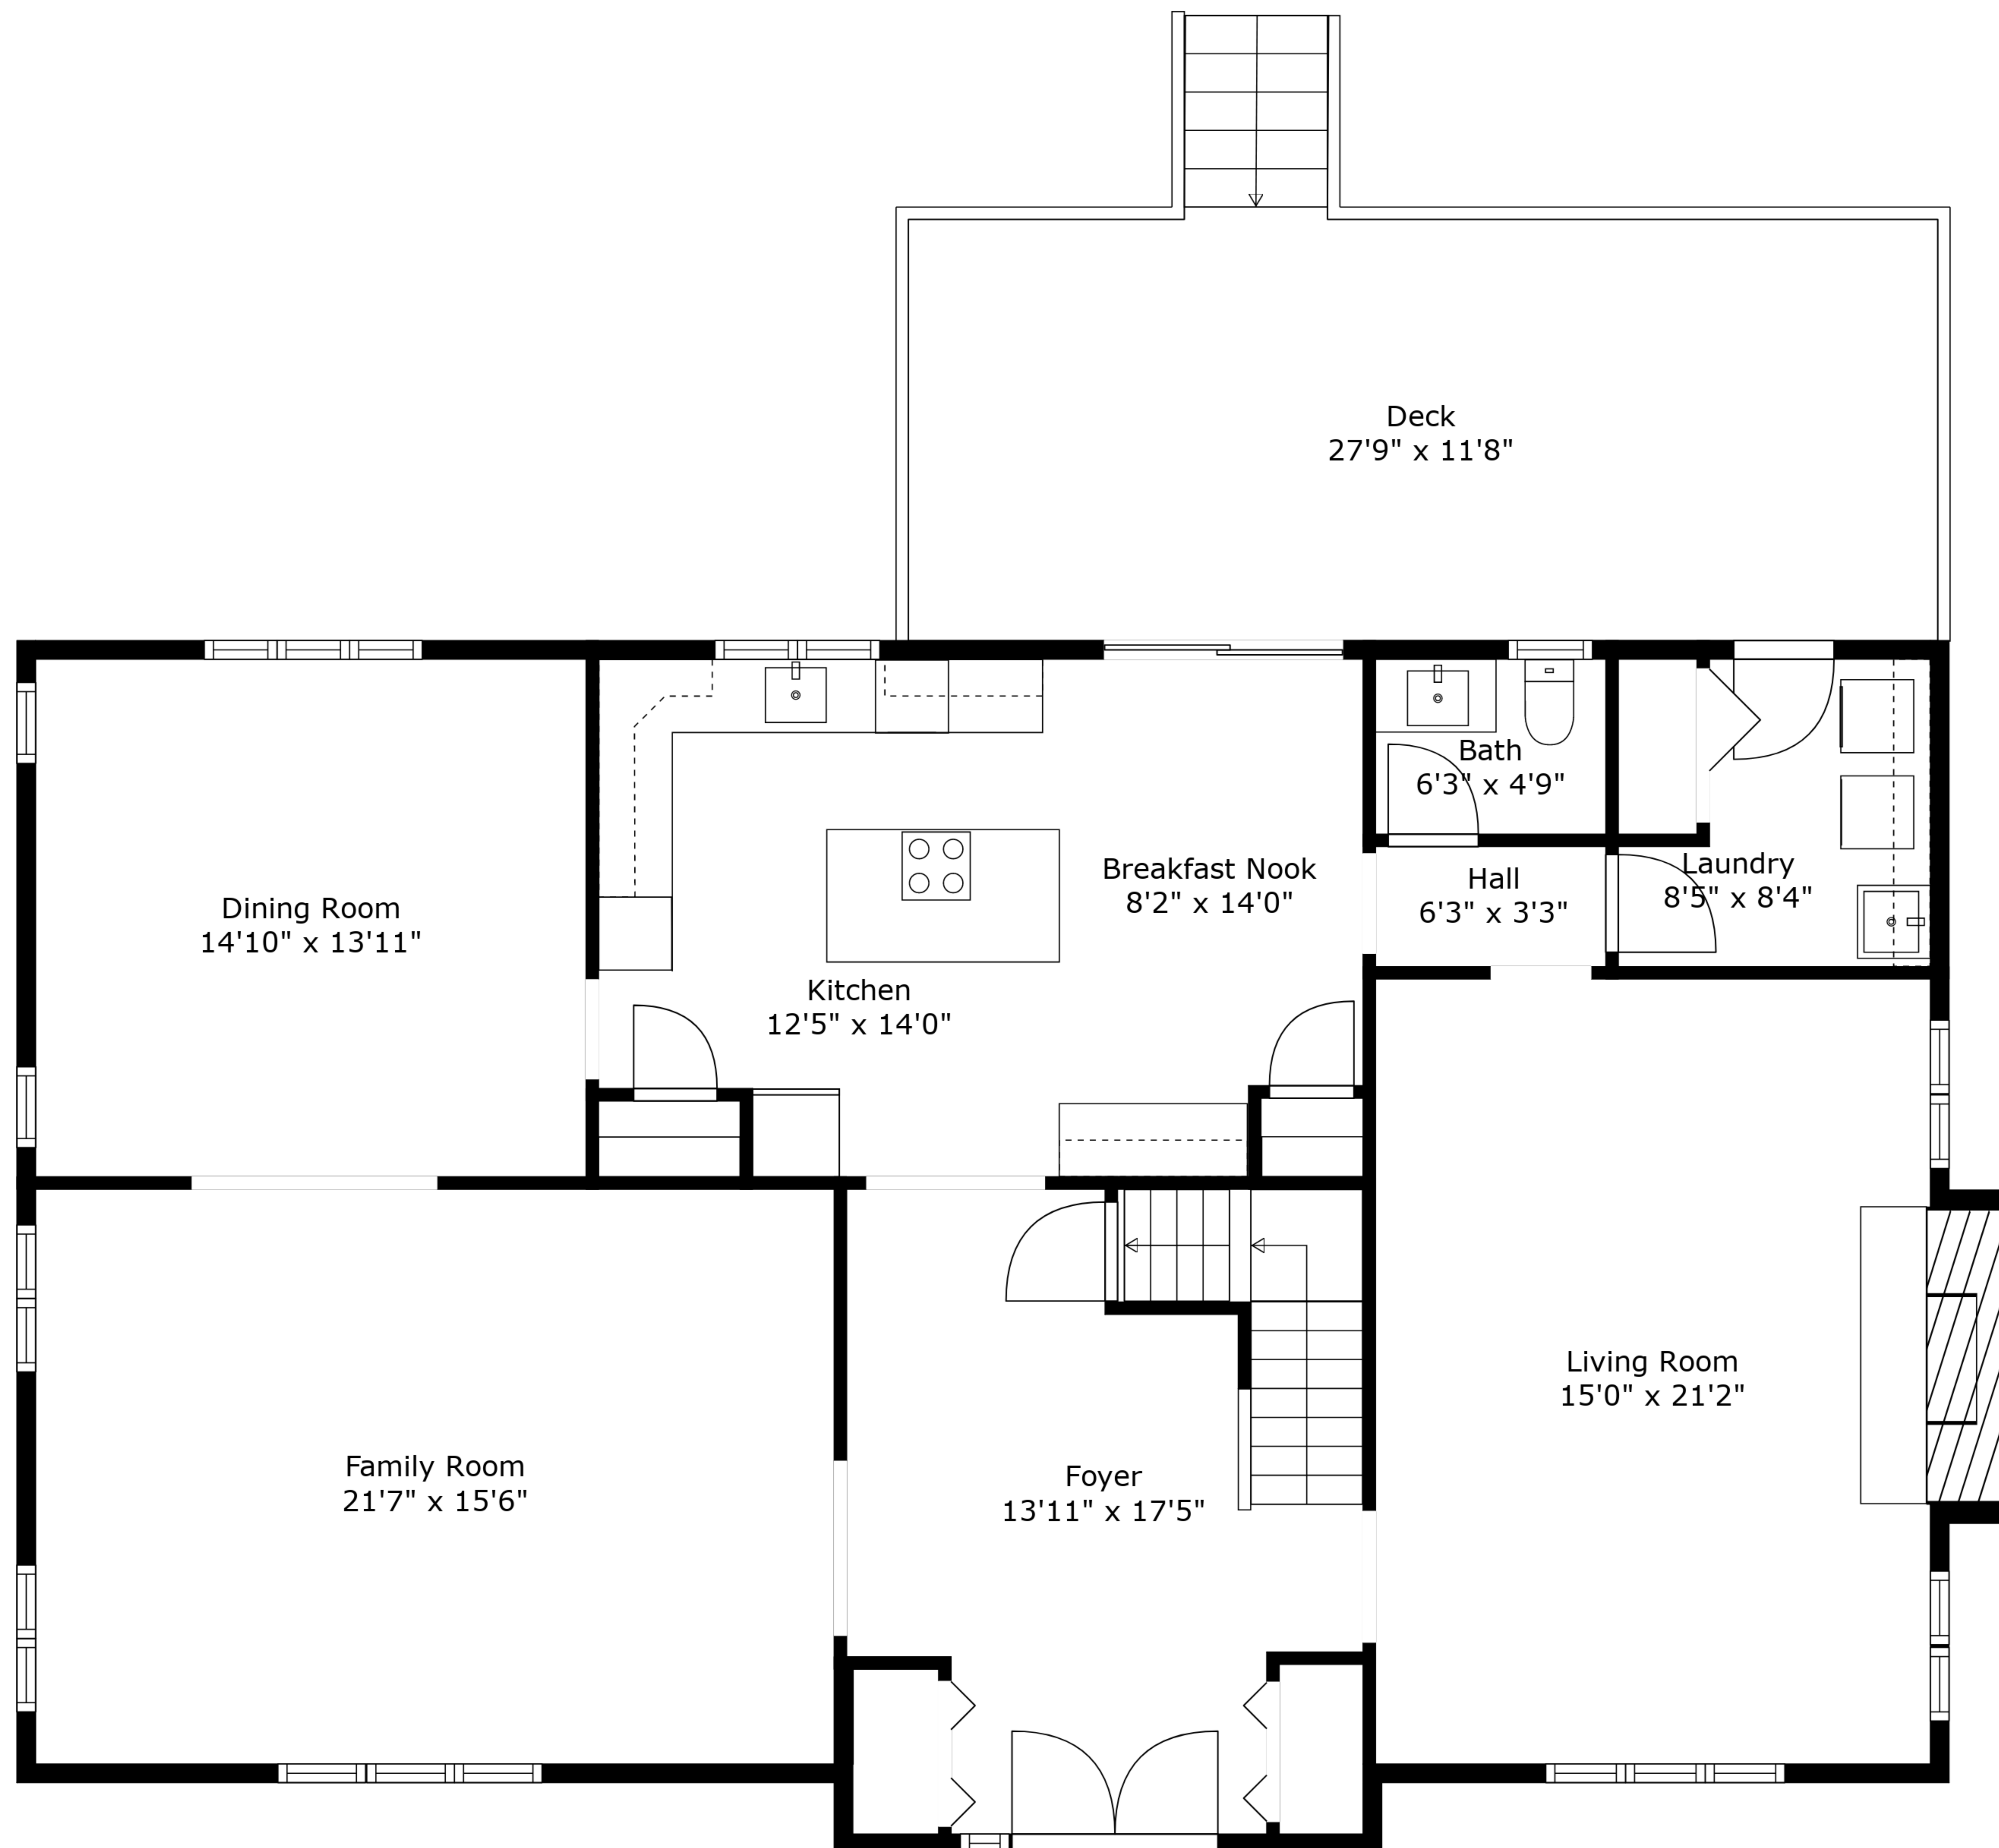 Deck
27'9" x 11'8"
Bath
6'3" x 4'9"
Breakfast Nook
8'2" x 14'0"
Hall
6'3" x 3'3"
Laundry
8'5" x 8'4"
Dining Room
14'10" x 13'11"
Kitchen
12'5" x 14'0"
Living Room
15'0" x 21'2"
Family Room
21'7" x 15'6"
Foyer
13'11" x 17'5"